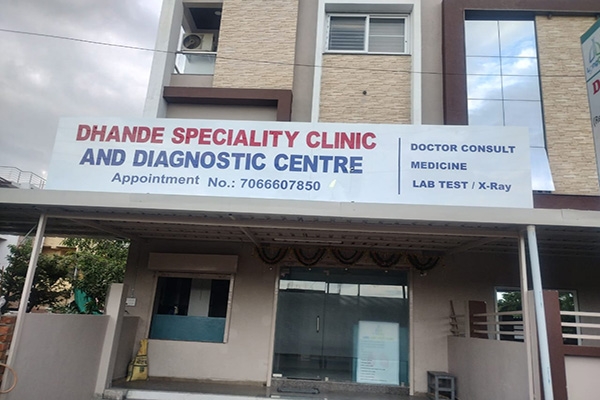 DHANDE SPECIALITY CLINIC
AND DIAGNOSTIC CENTRE
Appointment No.: 7066607850
DOCTOR CONSULT
MEDICINE
LAB TEST / X-Ray